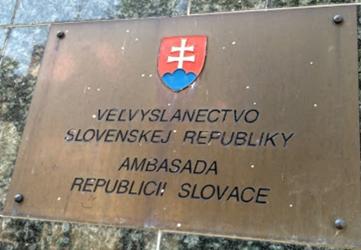 VEĽVYSLANECTVO
SLOVENSKEJ REPUBLIKY
AMBASADA
REPUBLICII SLOVACE